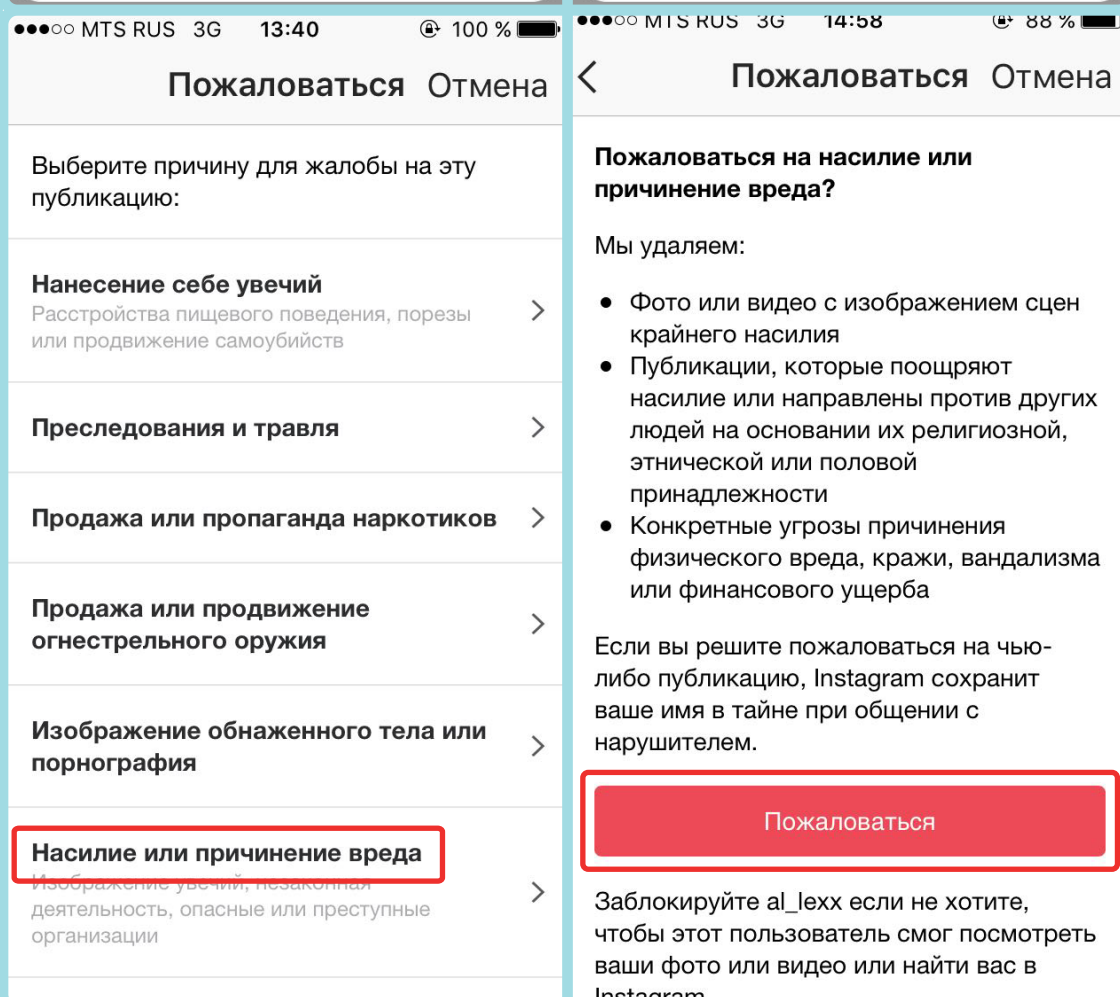 MTS RUS 3G 13:40 100 %
Пожаловаться Отмена
Выберите причину для жалобы на эту
публикацию:
Нанесение себе увечий
Расстройства пищевого поведения, порезы
или продвижение самоубийств
Преследования и травля
Продажа или пропаганда наркотиков
Продажа или продвижение
огнестрельного оружия
Изображение обнаженного тела или
порнография
Насилие или причинение вреда
Изображение увечий, незаконная
деятельность, опасные или преступные
организации
MTS RUS 3G 14:58 88 %
Пожаловаться Отмена
Пожаловаться на насилие или
причинение вреда?
Мы удаляем:
● Фото или видео с изображением сцен
крайнего насилия
● Публикации, которые поощряют
насилие или направлены против других
людей на основании их религиозной,
этнической или половой
принадлежности
● Конкретные угрозы причинения
физического вреда, кражи, вандализма
или финансового ущерба
Если вы решите пожаловаться на чью-
либо публикацию, Instagram сохранит
ваше имя в тайне при общении с
нарушителем.
Пожаловаться
Заблокируйте al_lexx если не хотите,
чтобы этот пользователь смог посмотреть
ваши фото или видео или найти вас в
Instagram